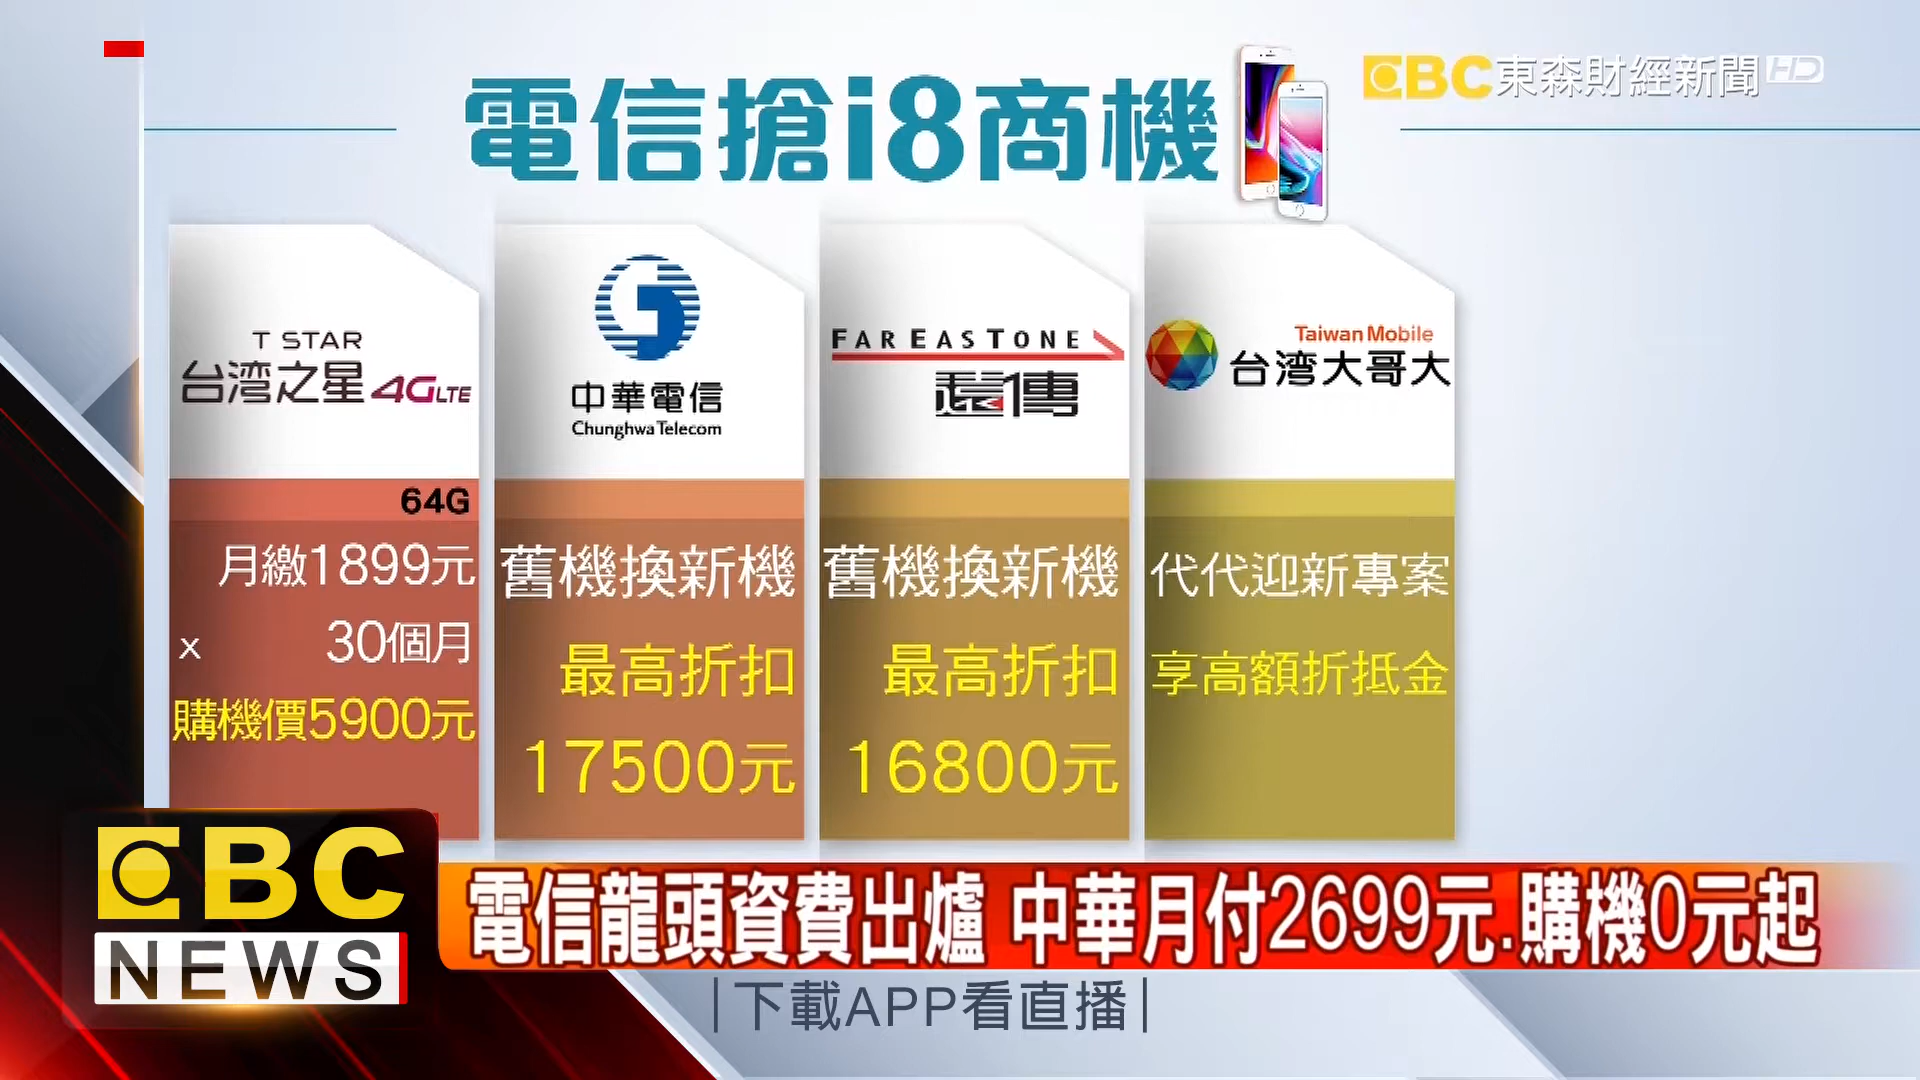 電信搶i8商機
EBC東森財經新聞HD
T STAR
台湾之星 4G LTE
64G
月繳1899元
x 30個月
購機價5900元
中華電信
Chunghwa Telecom
舊機換新機
最高折扣
17500元
FAREASTONE
遠傳
舊機換新機
最高折扣
16800元
Taiwan Mobile
台湾大哥大
代代迎新專案
享高額折抵金
EBC
NEWS
電信龍頭資費出爐 中華月付2699元.購機0元起
|下載APP看直播|